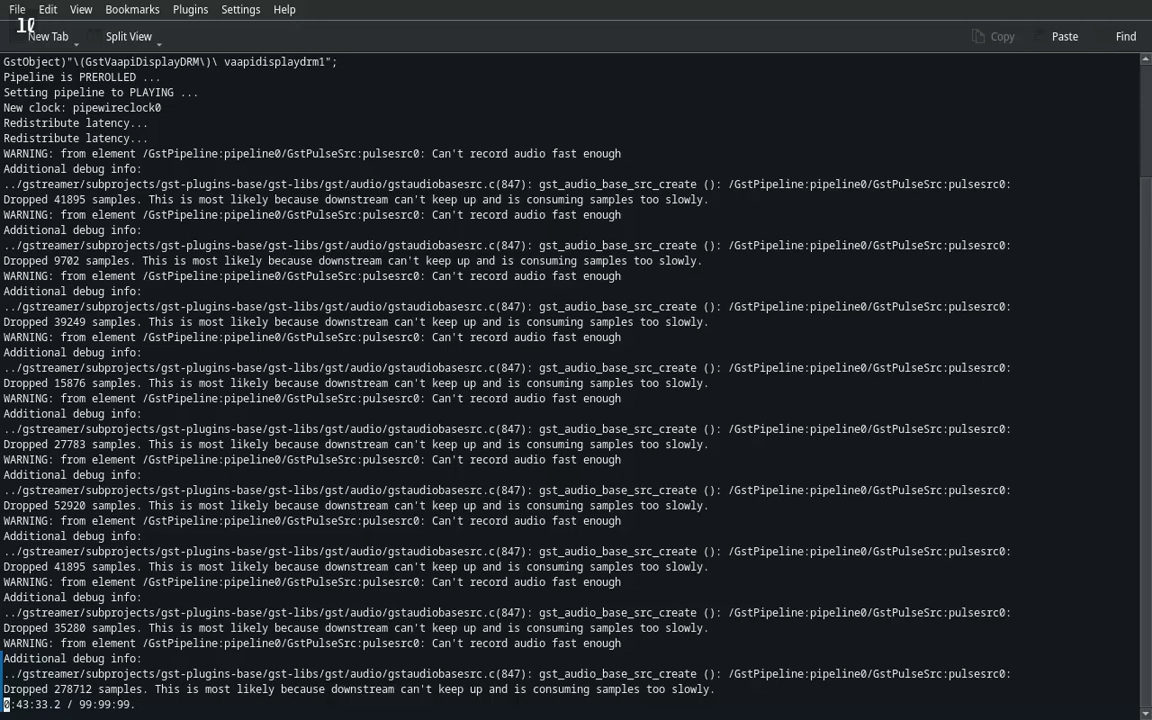 File Edit View Bookmarks Plugins Settings Help
10
New Tab Split View Copy Paste Find
GstObject)"\(GstVaapiDisplayDRM\)\ vaapidisplaydrm1";
Pipeline is PREROLLED ...
Setting pipeline to PLAYING ...
New clock: pipewireclock0
Redistribute latency...
Redistribute latency...
WARNING: from element /GstPipeline:pipeline0/GstPulseSrc:pulsesrc0: Can't record audio fast enough
Additional debug info:
../gstreamer/subprojects/gst-plugins-base/gst-libs/gst/audio/gstaudiobasesrc.c(847): gst_audio_base_src_create (): /GstPipeline:pipeline0/GstPulseSrc:pulsesrc0:
Dropped 41895 samples. This is most likely because downstream can't keep up and is consuming samples too slowly.
WARNING: from element /GstPipeline:pipeline0/GstPulseSrc:pulsesrc0: Can't record audio fast enough
Additional debug info:
../gstreamer/subprojects/gst-plugins-base/gst-libs/gst/audio/gstaudiobasesrc.c(847): gst_audio_base_src_create (): /GstPipeline:pipeline0/GstPulseSrc:pulsesrc0:
Dropped 9702 samples. This is most likely because downstream can't keep up and is consuming samples too slowly.
WARNING: from element /GstPipeline:pipeline0/GstPulseSrc:pulsesrc0: Can't record audio fast enough
Additional debug info:
../gstreamer/subprojects/gst-plugins-base/gst-libs/gst/audio/gstaudiobasesrc.c(847): gst_audio_base_src_create (): /GstPipeline:pipeline0/GstPulseSrc:pulsesrc0:
Dropped 39249 samples. This is most likely because downstream can't keep up and is consuming samples too slowly.
WARNING: from element /GstPipeline:pipeline0/GstPulseSrc:pulsesrc0: Can't record audio fast enough
Additional debug info:
../gstreamer/subprojects/gst-plugins-base/gst-libs/gst/audio/gstaudiobasesrc.c(847): gst_audio_base_src_create (): /GstPipeline:pipeline0/GstPulseSrc:pulsesrc0:
Dropped 15876 samples. This is most likely because downstream can't keep up and is consuming samples too slowly.
WARNING: from element /GstPipeline:pipeline0/GstPulseSrc:pulsesrc0: Can't record audio fast enough
Additional debug info:
../gstreamer/subprojects/gst-plugins-base/gst-libs/gst/audio/gstaudiobasesrc.c(847): gst_audio_base_src_create (): /GstPipeline:pipeline0/GstPulseSrc:pulsesrc0:
Dropped 27783 samples. This is most likely because downstream can't keep up and is consuming samples too slowly.
WARNING: from element /GstPipeline:pipeline0/GstPulseSrc:pulsesrc0: Can't record audio fast enough
Additional debug info:
../gstreamer/subprojects/gst-plugins-base/gst-libs/gst/audio/gstaudiobasesrc.c(847): gst_audio_base_src_create (): /GstPipeline:pipeline0/GstPulseSrc:pulsesrc0:
Dropped 52920 samples. This is most likely because downstream can't keep up and is consuming samples too slowly.
WARNING: from element /GstPipeline:pipeline0/GstPulseSrc:pulsesrc0: Can't record audio fast enough
Additional debug info:
../gstreamer/subprojects/gst-plugins-base/gst-libs/gst/audio/gstaudiobasesrc.c(847): gst_audio_base_src_create (): /GstPipeline:pipeline0/GstPulseSrc:pulsesrc0:
Dropped 41895 samples. This is most likely because downstream can't keep up and is consuming samples too slowly.
WARNING: from element /GstPipeline:pipeline0/GstPulseSrc:pulsesrc0: Can't record audio fast enough
Additional debug info:
../gstreamer/subprojects/gst-plugins-base/gst-libs/gst/audio/gstaudiobasesrc.c(847): gst_audio_base_src_create (): /GstPipeline:pipeline0/GstPulseSrc:pulsesrc0:
Dropped 35280 samples. This is most likely because downstream can't keep up and is consuming samples too slowly.
WARNING: from element /GstPipeline:pipeline0/GstPulseSrc:pulsesrc0: Can't record audio fast enough
Additional debug info:
../gstreamer/subprojects/gst-plugins-base/gst-libs/gst/audio/gstaudiobasesrc.c(847): gst_audio_base_src_create (): /GstPipeline:pipeline0/GstPulseSrc:pulsesrc0:
Dropped 278712 samples. This is most likely because downstream can't keep up and is consuming samples too slowly.
0:43:33.2 / 99:99:99.